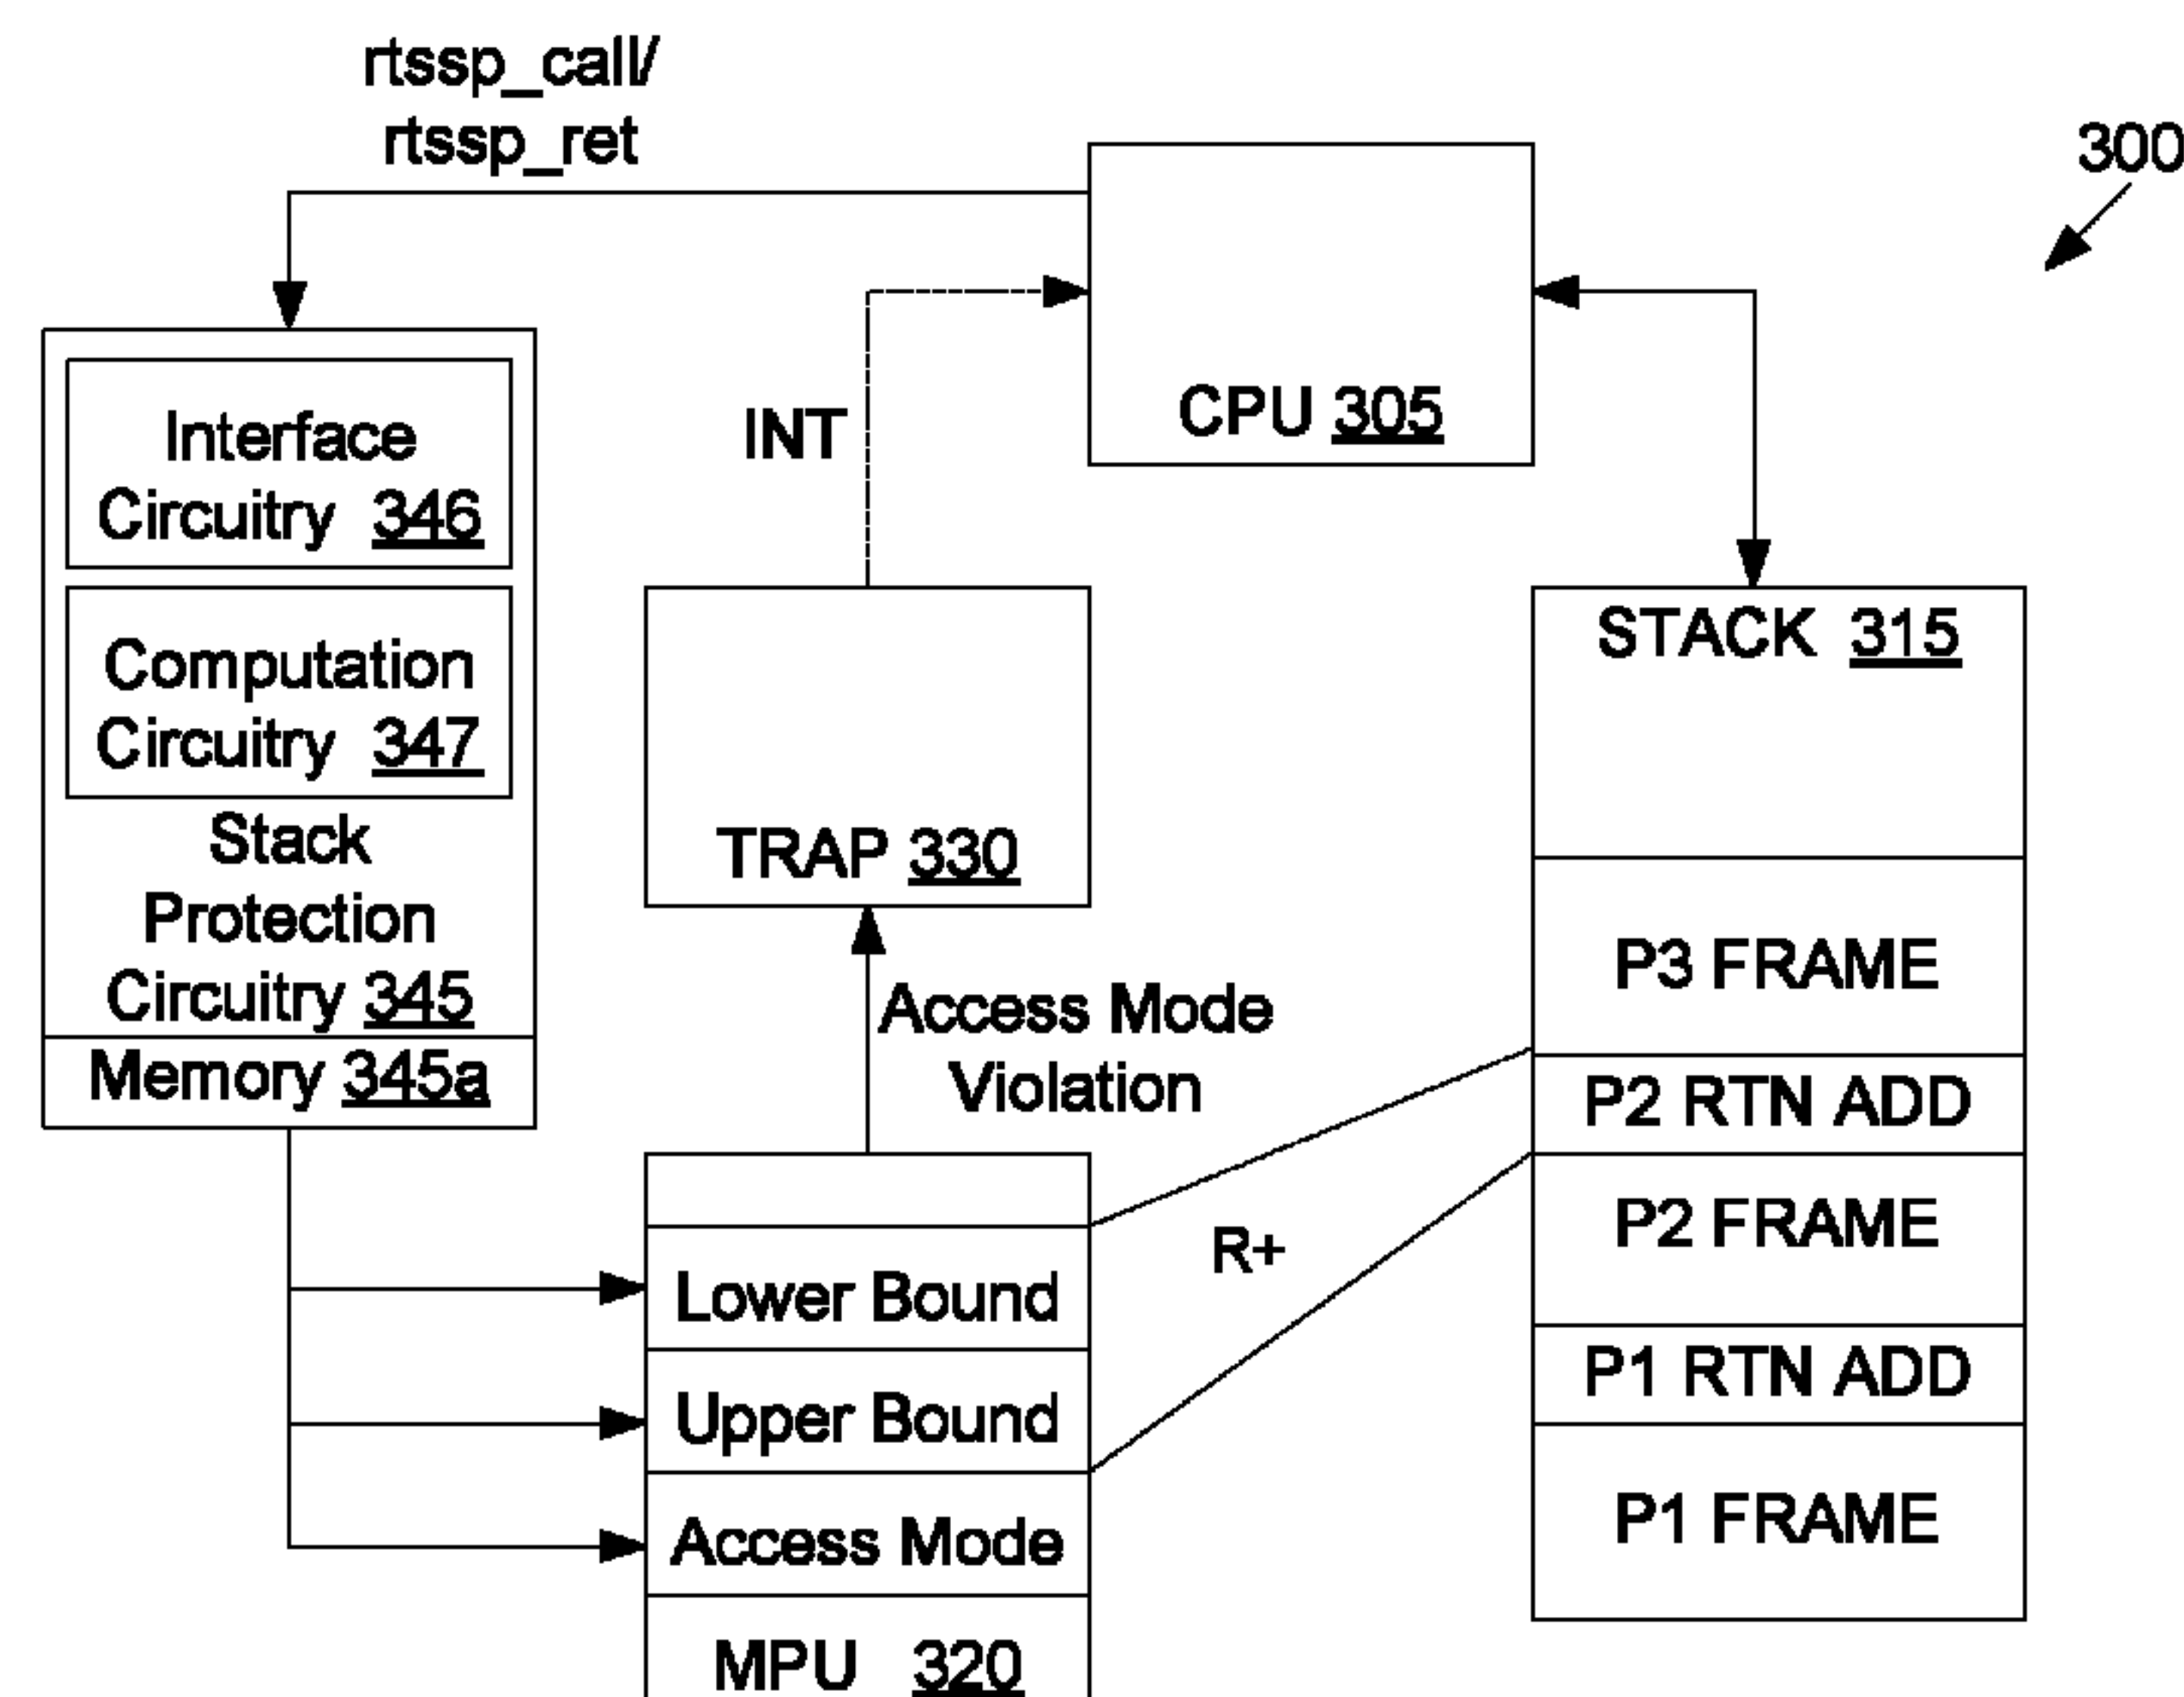 rtssp_call/
rtssp_ret
300
CPU 305
INT
Interface
Circuitry 346
Computation
Circuitry 347
Stack
Protection
Circuitry 345
Memory 345a
TRAP 330
Access Mode
Violation
STACK 315
P3 FRAME
P2 RTN ADD
P2 FRAME
P1 RTN ADD
P1 FRAME
R+
Lower Bound
Upper Bound
Access Mode
MPU 320